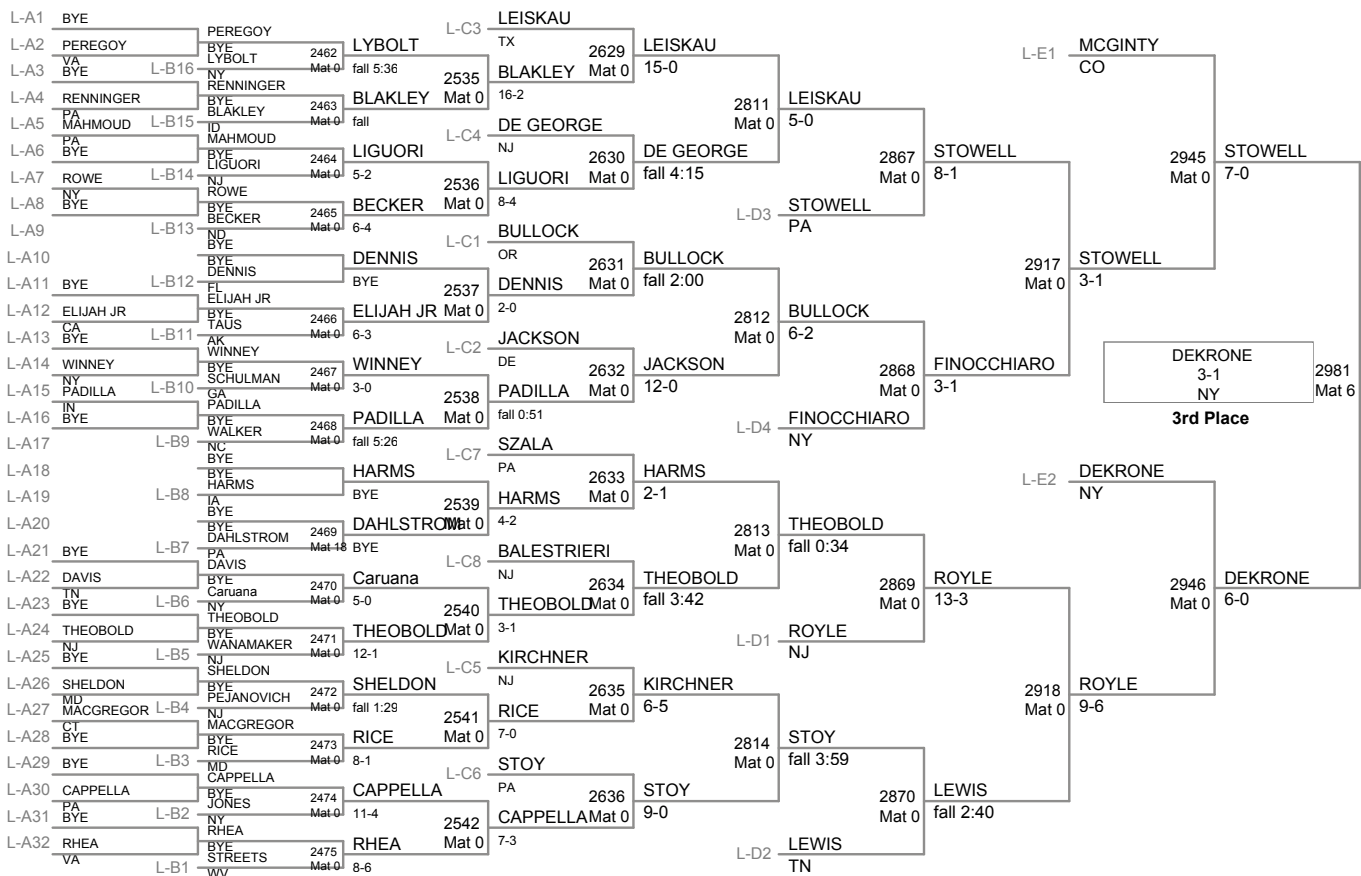 L-A1 BYE
PEREGOY
L-A2 PEREGOY
VA
BYE
LYBOLT
L-B16
NY
2462
Mat 0
LYBOLT
fall 5:36
L-A3 BYE
RENNINGER
L-A4 RENNINGER
PA
BYE
BLAKLEY
L-B15
ID
2463
Mat 0
BLAKLEY
fall
L-A5 MAHMOUD
PA
MAHMOUD
L-A6 BYE
BYE
LIGUORI
L-B14
NJ
2464
Mat 0
LIGUORI
5-2
L-A7 ROWE
NY
ROWE
L-A8 BYE
BYE
BECKER
L-B13
ND
2465
Mat 0
BECKER
6-4
L-A9
BYE
L-A10
BYE
DENNIS
L-B12
FL
DENNIS
BYE
L-A11 BYE
ELIJAH JR
L-A12 ELIJAH JR
CA
BYE
TAUS
L-B11
AK
2466
Mat 0
ELIJAH JR
6-3
L-A13 BYE
WINNEY
L-A14 WINNEY
NY
BYE
SCHULMAN
L-B10
GA
2467
Mat 0
WINNEY
3-0
L-A15 PADILLA
IN
PADILLA
L-A16 BYE
BYE
WALKER
L-B9
NC
2468
Mat 0
PADILLA
fall 5:26
L-A17
BYE
L-A18
BYE
HARMS
L-B8
IA
HARMS
BYE
L-A19
BYE
L-A20
BYE
DAHLSTROM
L-B7
PA
2469
Mat 18
DAHLSTROM
BYE
L-A21 BYE
DAVIS
L-A22 DAVIS
TN
BYE
Caruana
L-B6
NY
2470
Mat 0
Caruana
5-0
L-A23 BYE
THEOBOLD
L-A24 THEOBOLD
NJ
BYE
WANAMAKER
L-B5
NJ
2471
Mat 0
THEOBOLD
12-1
L-A25 BYE
SHELDON
L-A26 SHELDON
MD
BYE
PEJANOVICH
L-B4
NJ
2472
Mat 0
SHELDON
fall 1:29
L-A27 MACGREGOR
CT
MACGREGOR
L-A28 BYE
BYE
RICE
L-B3
MD
2473
Mat 0
RICE
8-1
L-A29 BYE
CAPPELLA
L-A30 CAPPELLA
PA
BYE
JONES
L-B2
NY
2474
Mat 0
CAPPELLA
11-4
L-A31 BYE
RHEA
L-A32 RHEA
VA
BYE
STREETS
L-B1
WV
2475
Mat 0
RHEA
8-6
2535
Mat 0
BLAKLEY
16-2
2536
Mat 0
LIGUORI
8-4
2537
Mat 0
DENNIS
2-0
2538
Mat 0
PADILLA
fall 0:51
2539
Mat 0
HARMS
4-2
2540
Mat 0
THEOBOLD
3-1
2541
Mat 0
RICE
7-0
2542
Mat 0
CAPPELLA
7-3
L-C3 LEISKAU
TX
2629
Mat 0
LEISKAU
15-0
L-C4 DE GEORGE
NJ
2630
Mat 0
DE GEORGE
fall 4:15
L-C1 BULLOCK
OR
2631
Mat 0
BULLOCK
fall 2:00
L-C2 JACKSON
DE
2632
Mat 0
JACKSON
12-0
L-C7 SZALA
PA
2633
Mat 0
HARMS
2-1
L-C8 BALESTRIERI
NJ
2634
Mat 0
THEOBOLD
fall 3:42
L-C5 KIRCHNER
NJ
2635
Mat 0
KIRCHNER
6-5
L-C6 STOY
PA
2636
Mat 0
STOY
9-0
2811
Mat 0
LEISKAU
5-0
2812
Mat 0
BULLOCK
6-2
2813
Mat 0
THEOBOLD
fall 0:34
2814
Mat 0
STOY
fall 3:59
L-D3 STOWELL
PA
2867
Mat 0
STOWELL
8-1
L-D4 FINOCCHIARO
NY
2868
Mat 0
FINOCCHIARO
3-1
L-D1 ROYLE
NJ
2869
Mat 0
ROYLE
13-3
L-D2 LEWIS
TN
2870
Mat 0
LEWIS
fall 2:40
2917
Mat 0
STOWELL
3-1
2918
Mat 0
ROYLE
9-6
L-E1 MCGINTY
CO
2945
Mat 0
STOWELL
7-0
L-E2 DEKRONE
NY
2946
Mat 0
DEKRONE
6-0
DEKRONE
3-1
NY
2981
Mat 6
3rd Place